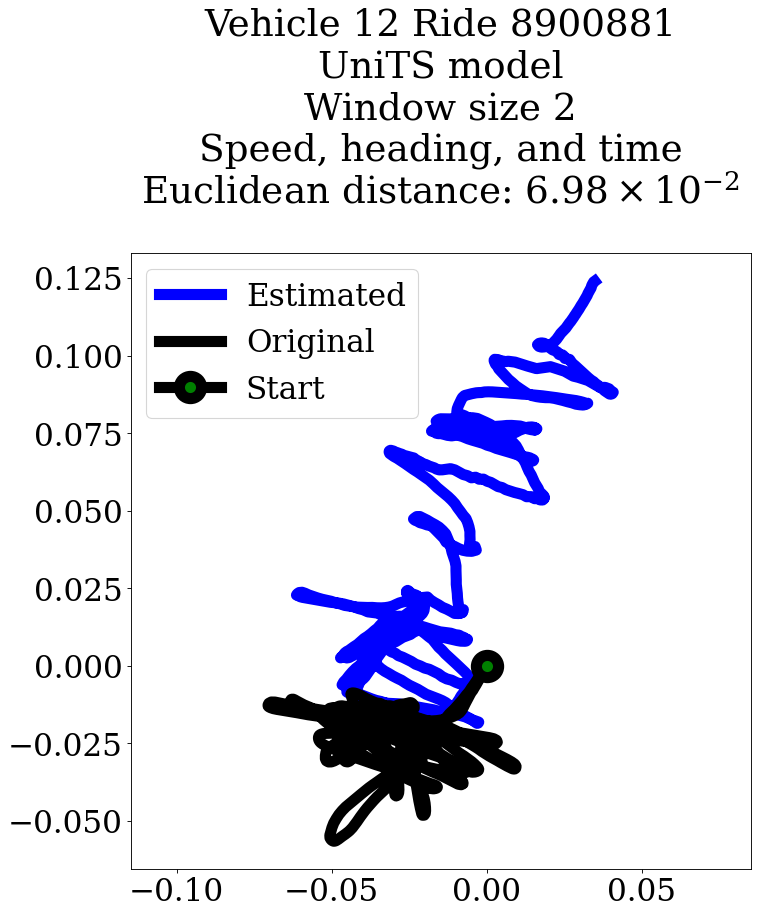 Vehicle 12 Ride 8900881
UniTS model
Window size 2
Speed, heading, and time
Euclidean distance: 6.98 × 10⁻²
Estimated
Original
Start
0.125
0.100
0.075
0.050
0.025
0.000
−0.025
−0.050
−0.10 −0.05 0.00 0.05